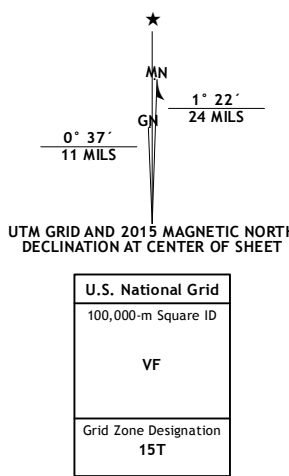 MN
GN
1° 22´
24 MILS
0° 37´
11 MILS
UTM GRID AND 2015 MAGNETIC NORTH
DECLINATION AT CENTER OF SHEET
U.S. National Grid
100,000-m Square ID
VF
Grid Zone Designation
15T